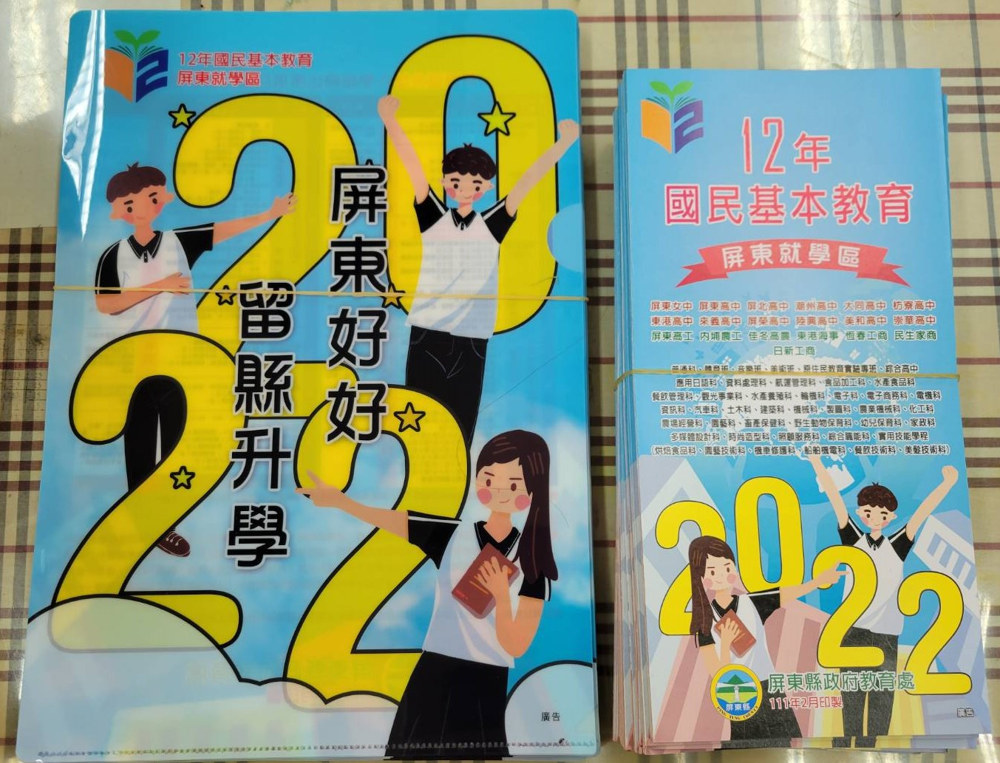 12年國民基本教育
屏東就學區
2022
屏東好好
留縣升學
廣告
12年
國民基本教育
屏東就學區
屏東女中 屏東高中 屏北高中 潮州高中 大同高中 枋寮高中
東港高中 來義高中 屏榮高中 陸興高中 美和高中 崇華高中
屏東高工 內埔農工 佳冬高農 東港海事 恆春工商 民生家商
日新工商
普通科、體育班、音樂班、美術班、原住民教育實驗專班、綜合高中
應用日語科、資料處理科、航運管理科、食品加工科、水產食品科
餐飲管理科、觀光事業科、水產養殖科、輪機科、電子科、電子商務科、電機科
資訊科、汽車科、土木科、建築科、機械科、製圖科、農業機械科、化工科
農場經營科、園藝科、畜產保健科、野生動物保育科、幼兒保育科、家政科
多媒體設計科、時尚造型科、照顧服務科、綜合職能科、實用技能學程
(烘焙食品科、園藝技術科、機車修護科、船舶機電科、餐飲技術科、美髮技術科)
2022
屏東縣
PING TUNG COUNTY
屏東縣政府教育處
111年2月印製
廣告